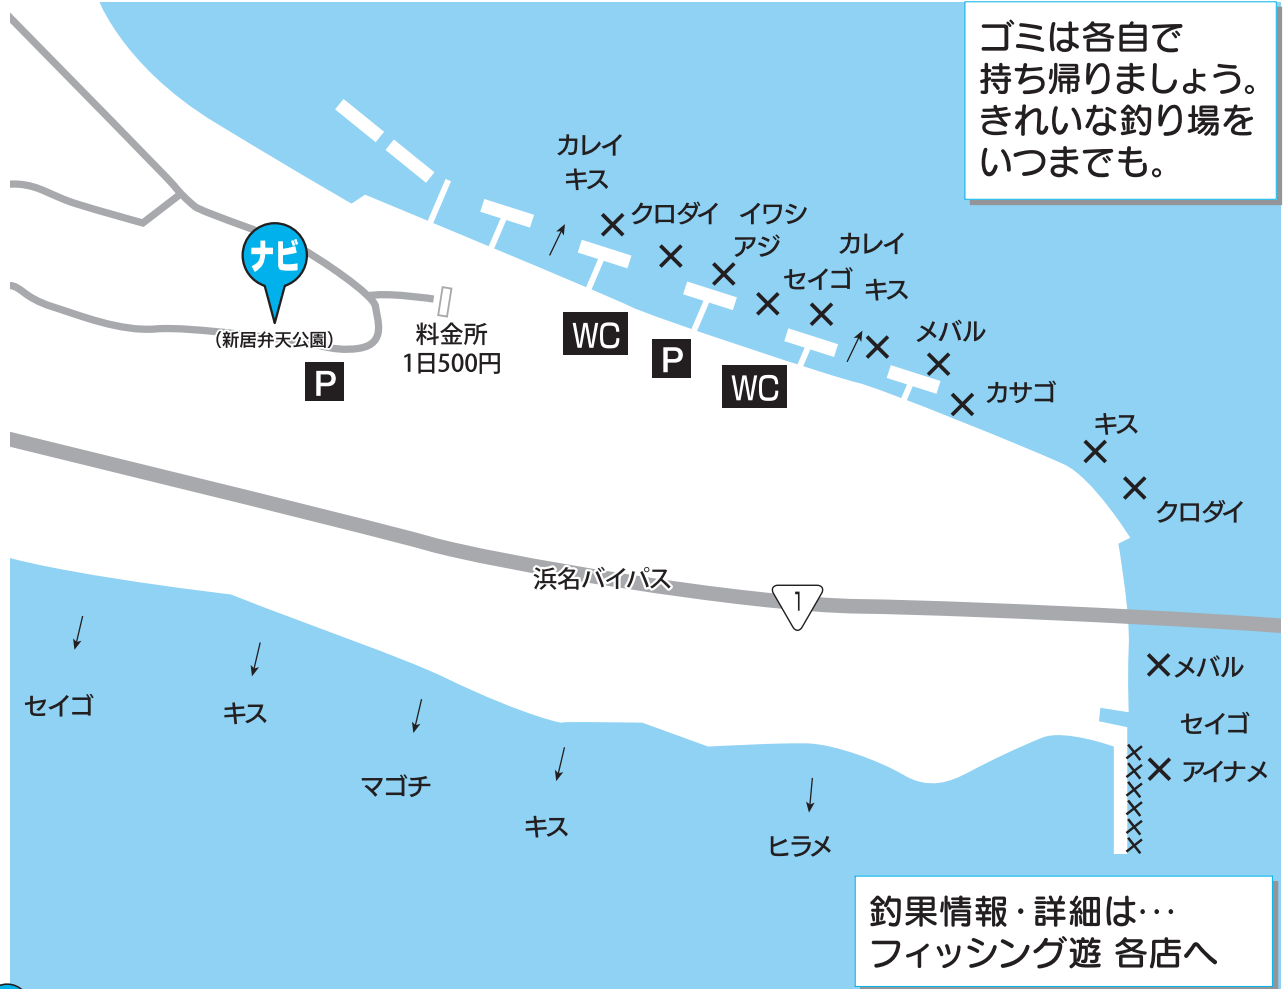 ゴミは各自で
持ち帰りましょう。
きれいな釣り場を
いつまでも。
カレイ
キス
クロダイ
イワシ
アジ
カレイ
セイゴ
キス
ナビ
(新居弁天公園)
料金所
1日500円
WC
P
WC
P
メバル
カサゴ
キス
クロダイ
浜名バイパス
1
メバル
セイゴ
アイナメ
セイゴ
キス
マゴチ
キス
ヒラメ
釣果情報・詳細は…
フィッシング遊 各店へ